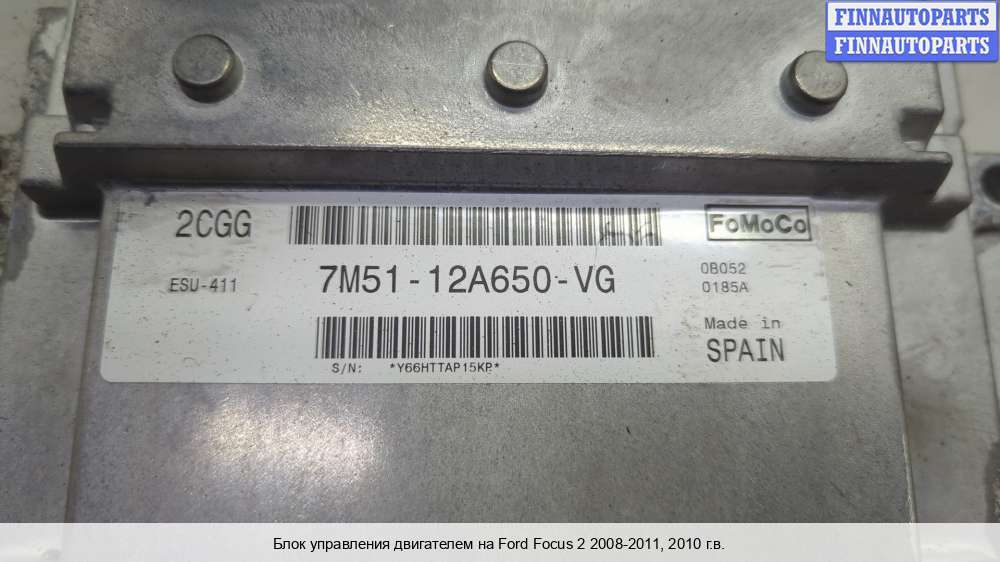 FINNAUTOPARTS
FINNAUTOPARTS
2CGG
FoMoCo
ESU-411
7M51-12A650-VG
0B052
0185A
Made in
SPAIN
S/N: *Y66HTTAP15KP*
Блок управления двигателем на Ford Focus 2 2008-2011, 2010 г.в.